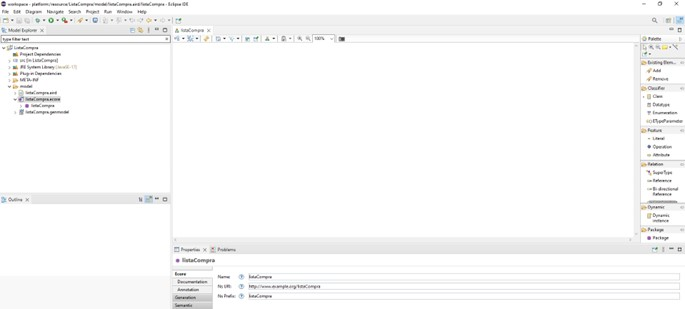 workspace - platform:/resource/listaCompra/model/listaCompra.aird/listaCompra - Eclipse IDE
File Edit Diagram Navigate Search Project Run Window Help
Model Explorer
type filter text
ListaCompra
Project Dependencies
src [in ListaCompra]
JRE System Library [JavaSE-17]
Plug-in Dependencies
META-INF
model
listaCompra.aird
listaCompra.ecore
listaCompra
listaCompra.genmodel
Outline
listaCompra
100%
Palette
Existing Elem...
Add
Remove
Classifier
Class
Datatype
Enumeration
ETypeParameter
Feature
Literal
Operation
Attribute
Relation
SuperType
Reference
Bi-directional
Reference
Dynamic
Dynamic
instance
Package
Package
Properties
Problems
listaCompra
Ecore
Documentation
Annotation
Generation
Semantic
Name: listaCompra
Ns URI: http://www.example.org/listaCompra
Ns Prefix: listaCompra